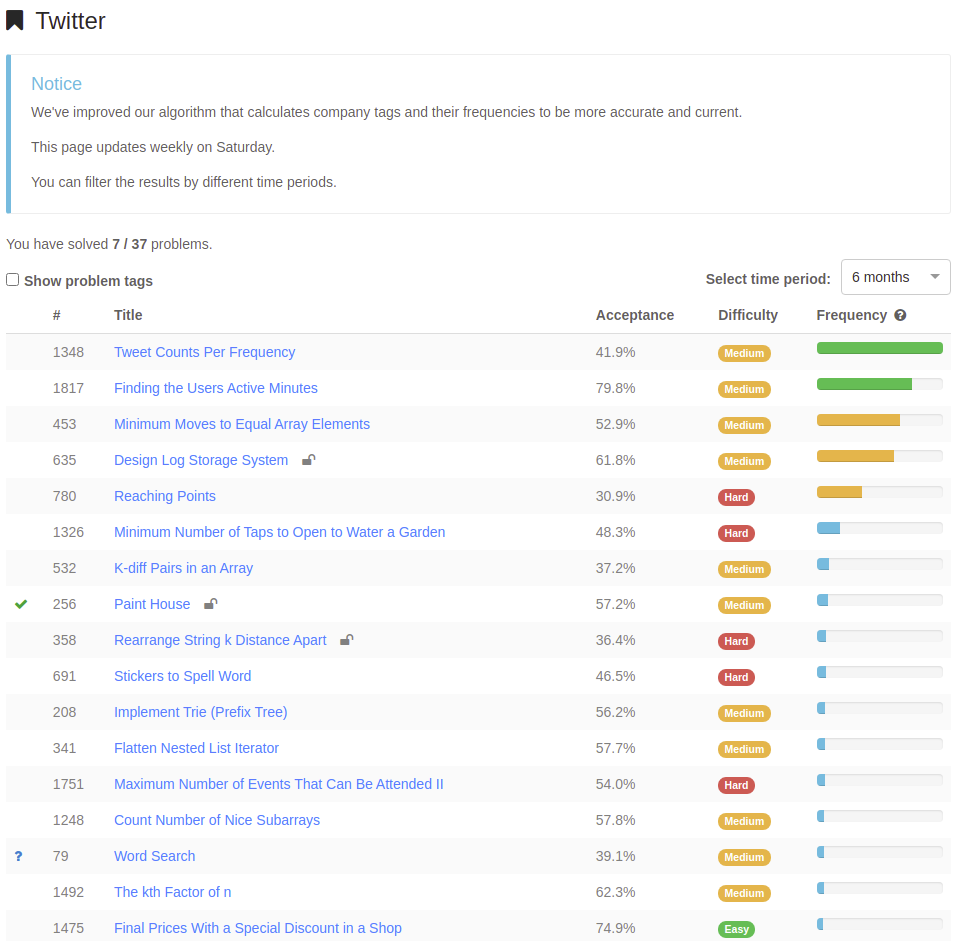 Twitter
Notice
We've improved our algorithm that calculates company tags and their frequencies to be more accurate and current.
This page updates weekly on Saturday.
You can filter the results by different time periods.
You have solved 7 / 37 problems.
Show problem tags Select time period: 6 months
# Title Acceptance Difficulty Frequency ?
1348 Tweet Counts Per Frequency 41.9% Medium
1817 Finding the Users Active Minutes 79.8% Medium
453 Minimum Moves to Equal Array Elements 52.9% Medium
635 Design Log Storage System 61.8% Medium
780 Reaching Points 30.9% Hard
1326 Minimum Number of Taps to Open to Water a Garden 48.3% Hard
532 K-diff Pairs in an Array 37.2% Medium
256 Paint House 57.2% Medium
358 Rearrange String k Distance Apart 36.4% Hard
691 Stickers to Spell Word 46.5% Hard
208 Implement Trie (Prefix Tree) 56.2% Medium
341 Flatten Nested List Iterator 57.7% Medium
1751 Maximum Number of Events That Can Be Attended II 54.0% Hard
1248 Count Number of Nice Subarrays 57.8% Medium
? 79 Word Search 39.1% Medium
1492 The kth Factor of n 62.3% Medium
1475 Final Prices With a Special Discount in a Shop 74.9% Easy